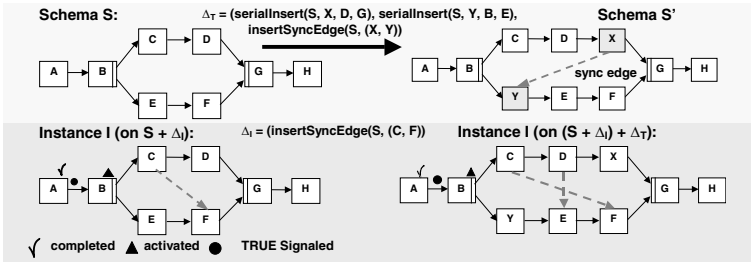 Schema S:
ΔT = (serialInsert(S, X, D, G), serialInsert(S, Y, B, E),
insertSyncEdge(S, (X, Y))
Schema S’
C D
A B G H
E F
C D X
A B G H
sync edge
Y E F
Instance I (on S + ΔI):
ΔI = (insertSyncEdge(S, (C, F))
Instance I (on (S + ΔI) + ΔT):
C D
A B G H
E F
C D X
A B G H
Y E F
completed activated TRUE Signaled